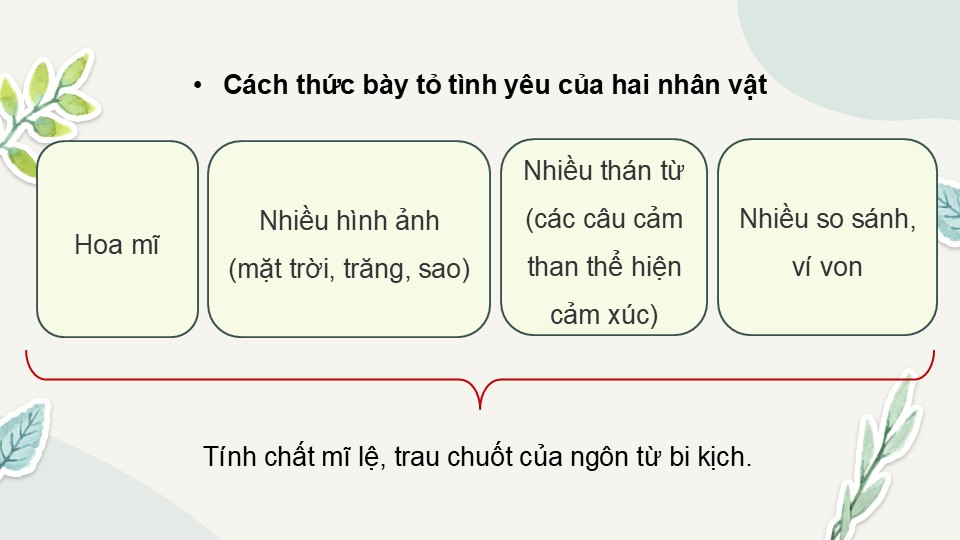 • Cách thức bày tỏ tình yêu của hai nhân vật
Hoa mĩ
Nhiều hình ảnh
(mặt trời, trăng, sao)
Nhiều thán từ
(các câu cảm
than thể hiện
cảm xúc)
Nhiều so sánh,
ví von
Tính chất mĩ lệ, trau chuốt của ngôn từ bi kịch.